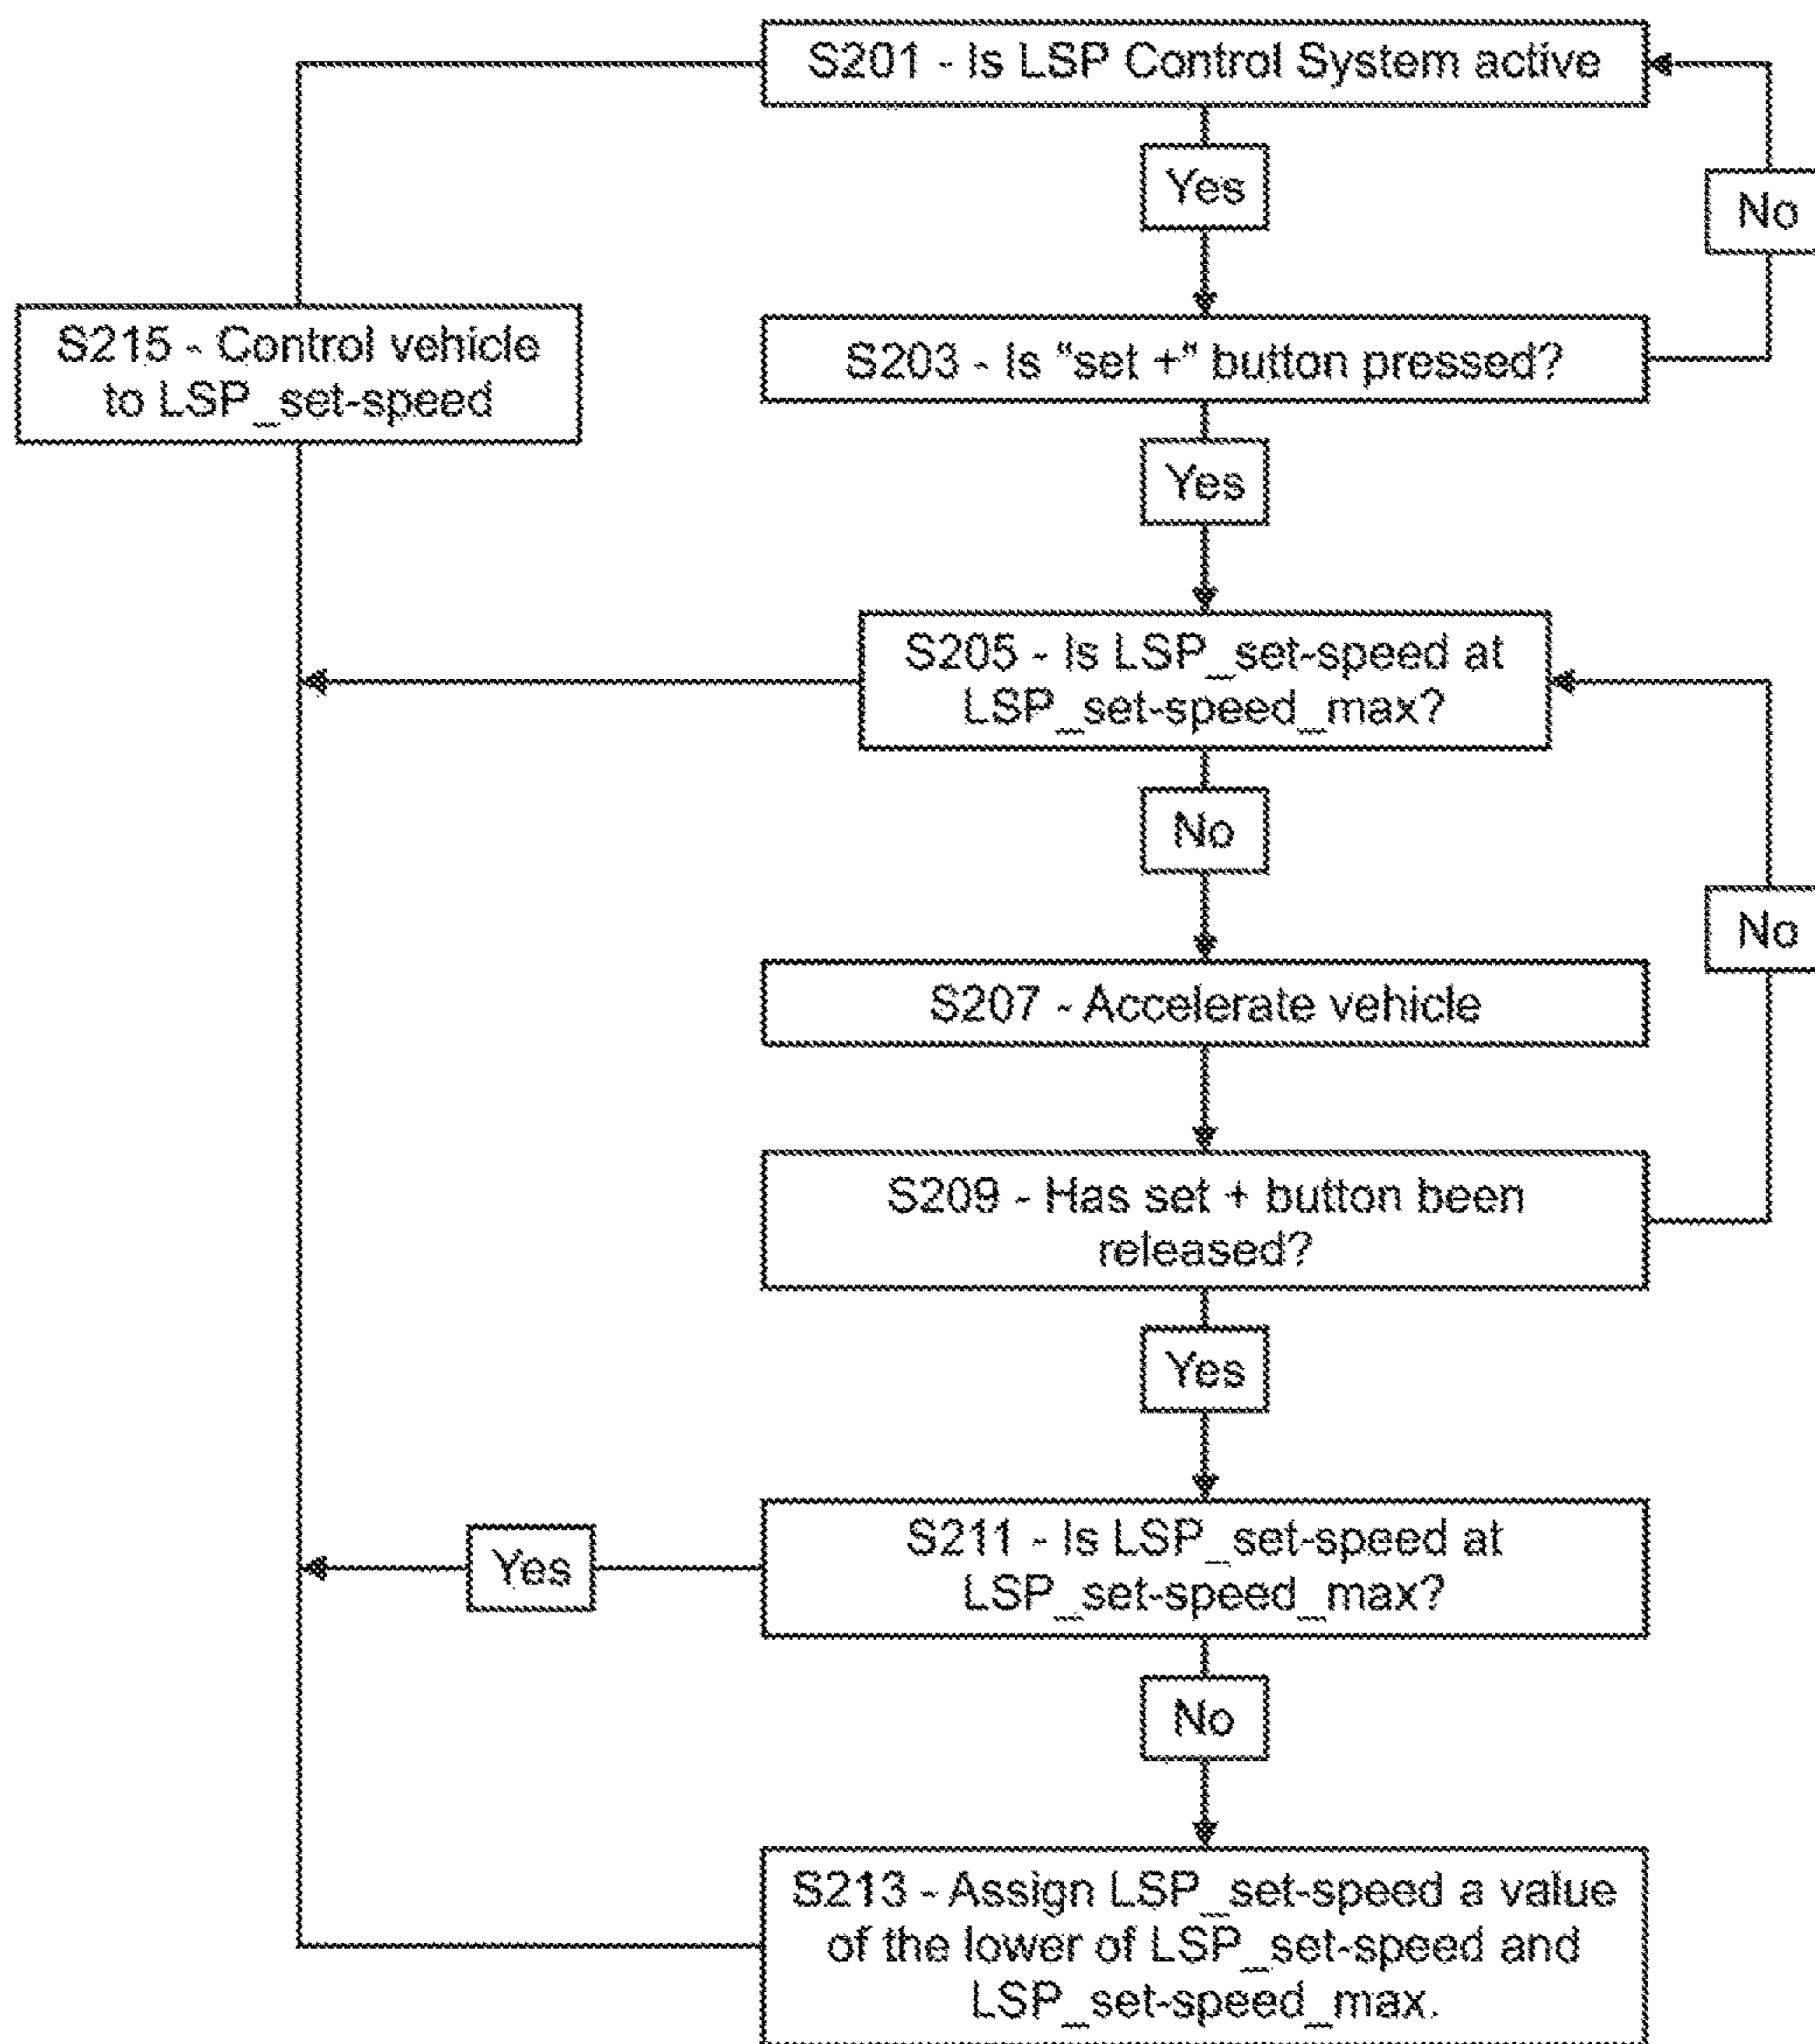 S201 - Is LSP Control System active
Yes
No
S215 - Control vehicle
to LSP_set-speed
S203 - Is “set +” button pressed?
Yes
S205 - Is LSP_set-speed at
LSP_set-speed_max?
No
No
S207 - Accelerate vehicle
S209 - Has set + button been
released?
Yes
S211 - Is LSP_set-speed at
LSP_set-speed_max?
Yes
No
S213 - Assign LSP_set-speed a value
of the lower of LSP_set-speed and
LSP_set-speed_max.